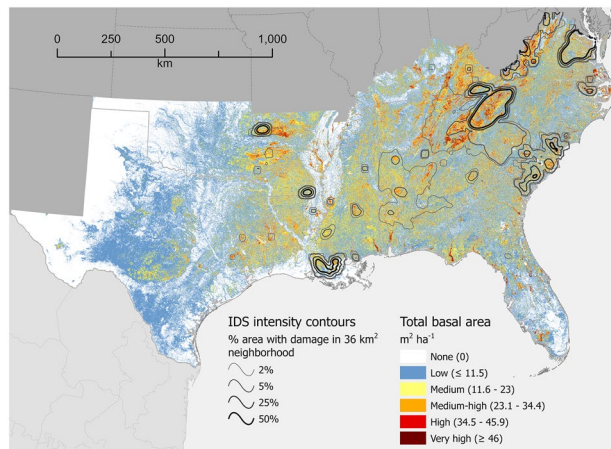 0 250 500 1,000
km
IDS intensity contours
% area with damage in 36 km²
neighborhood
2%
5%
25%
50%
Total basal area
m² ha⁻¹
None (0)
Low (≤ 11.5)
Medium (11.6 - 23)
Medium-high (23.1 - 34.4)
High (34.5 - 45.9)
Very high (≥ 46)